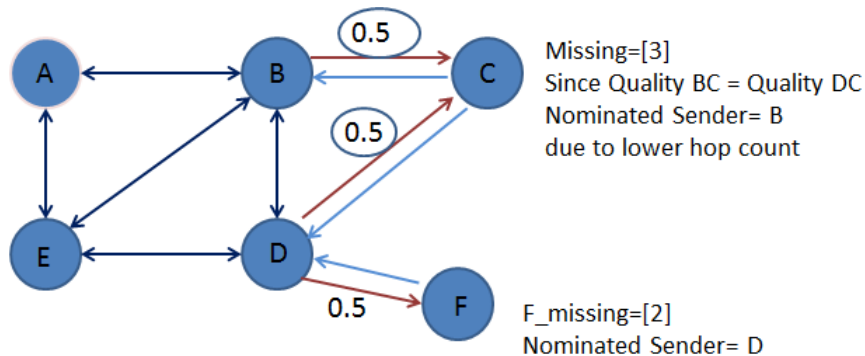 0.5
A
B
C
Missing=[3]
Since Quality BC = Quality DC
Nominated Sender= B
due to lower hop count
0.5
E
D
0.5
F
F_missing=[2]
Nominated Sender= D